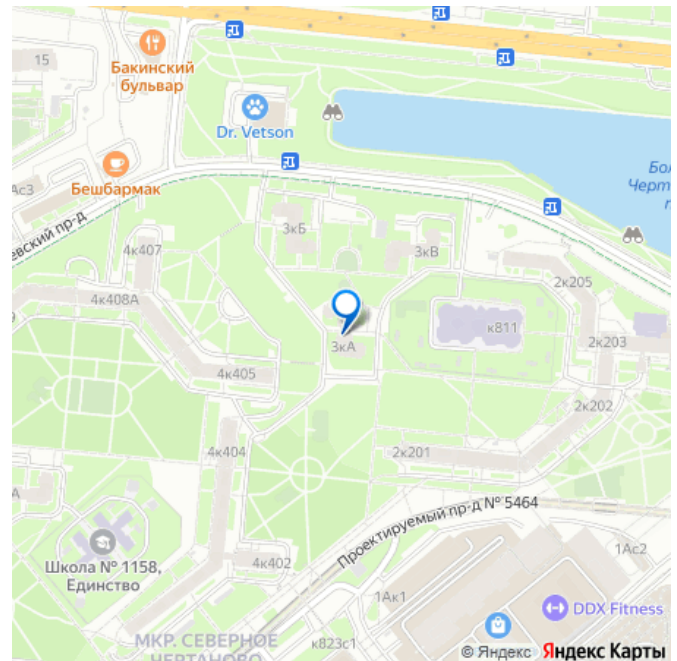 15
Бакинский
бульвар
Dr. Vetson
Бешбармак
Ас3
Бол
Черт
п
евский пр-д
3кБ
3кВ
4к407
4к408А
9
2к205
к811
2к203
3кА
4к405
2к202
4к404
2к201
А
Проектируемый пр-д № 5464
Школа № 1158,
Единство
4к402
1Ас2
1Ак1
DDX Fitness
МКР. СЕВЕРНОЕ
ЧЕРТАНОВО
к823с1
© Яндекс Яндекс Карты